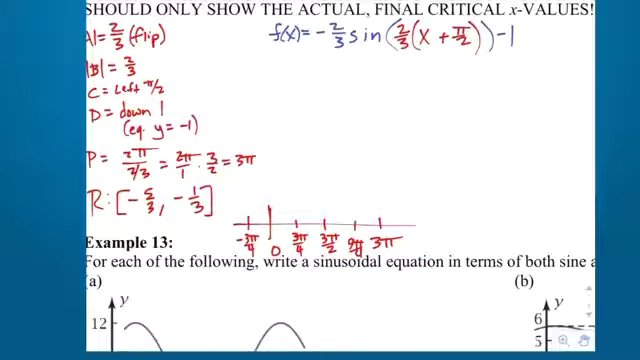 SHOULD ONLY SHOW THE ACTUAL, FINAL CRITICAL x-VALUES!
A| = 2/3 (flip)
f(x) = -2/3 sin(2/3(x + π/2)) - 1
|B| = 2/3
C = Left π/2
D = down 1
(eq. y = -1)
P = 2π/2/3 = 2π/1 · 3/2 = 3π
R: [-5/3, -1/3]
-3π/4 0 3π/4 3π/2 9π/4 3π
Example 13:
For each of the following, write a sinusoidal equation in terms of both sine a
(a) (b)
y y
12 6
5